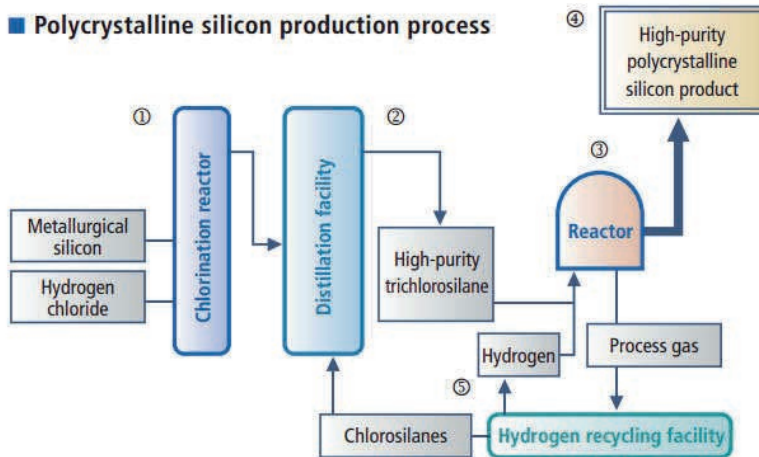 Polycrystalline silicon production process
④
High-purity
polycrystalline
silicon product
①
②
③
Metallurgical
silicon
Hydrogen
chloride
Chlorination reactor
Distillation facility
High-purity
trichlorosilane
Reactor
Hydrogen
Process gas
⑤
Chlorosilanes
Hydrogen recycling facility